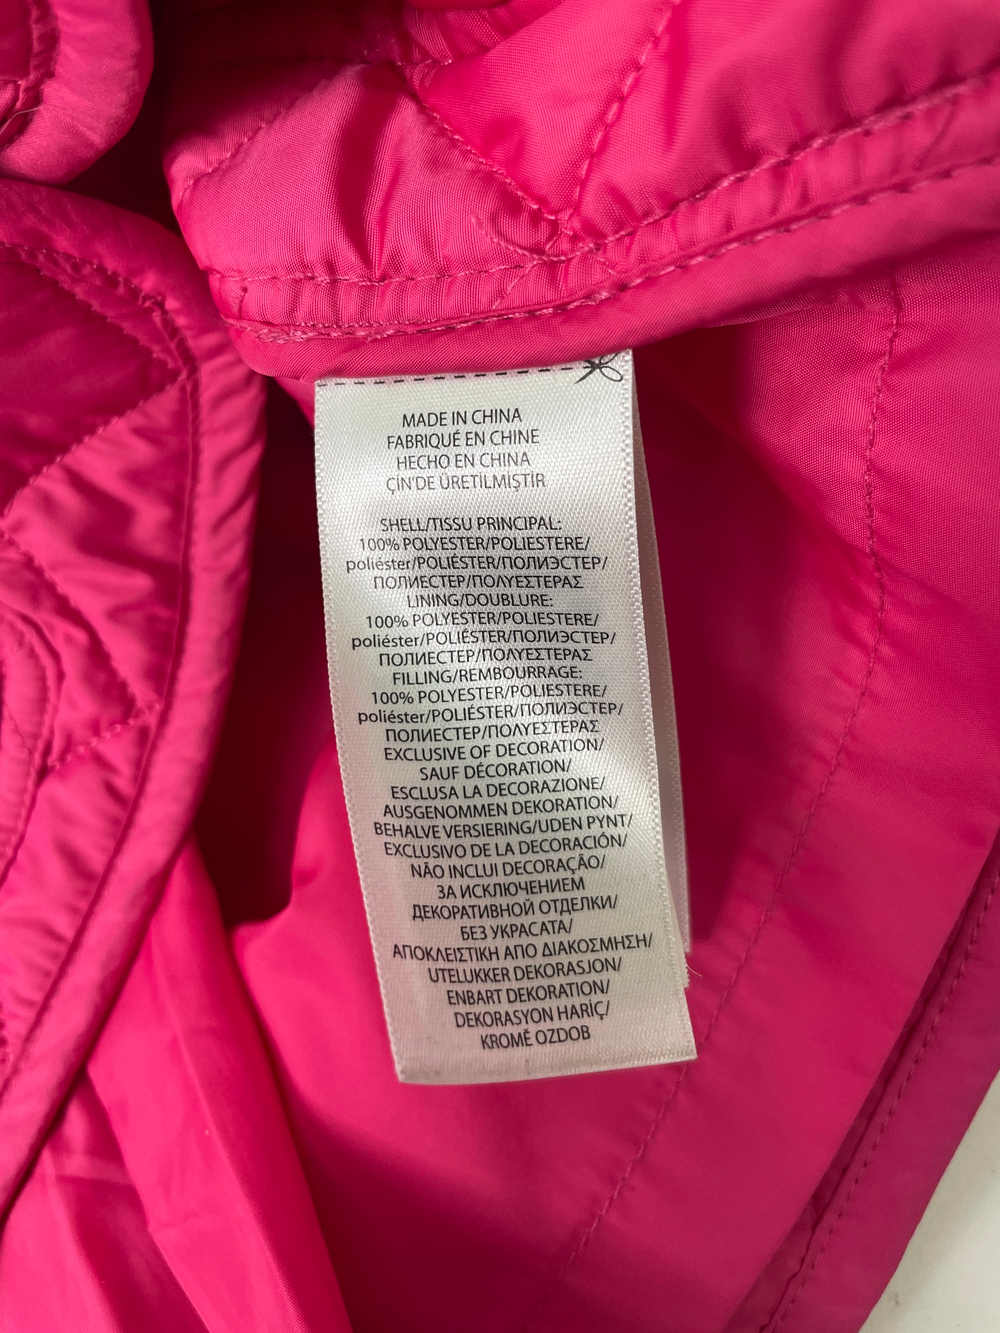 MADE IN CHINA
FABRIQUÉ EN CHINE
HECHO EN CHINA
ÇİN'DE ÜRETİLMİŞTİR
SHELL/TISSU PRINCIPAL:
100% POLYESTER/POLIESTERE/
poliéster/POLIÉSTER/ПОЛИЭСТЕР/
ПОЛИЕСТЕР/ΠΟΛΥΕΣΤΕΡΑΣ
LINING/DOUBLURE:
100% POLYESTER/POLIESTERE/
poliéster/POLIÉSTER/ПОЛИЭСТЕР/
ПОЛИЕСТЕР/ΠΟΛΥΕΣΤΕΡΑΣ
FILLING/REMBOURRAGE:
100% POLYESTER/POLIESTERE/
poliéster/POLIÉSTER/ПОЛИЭСТЕР/
ПОЛИЕСТЕР/ΠΟΛΥΕΣΤΕΡΑΣ
EXCLUSIVE OF DECORATION/
SAUF DÉCORATION/
ESCLUSA LA DECORAZIONE/
AUSGENOMMEN DEKORATION/
BEHALVE VERSIERING/UDEN PYNT/
EXCLUSIVO DE LA DECORACIÓN/
NÃO INCLUI DECORAÇÃO/
ЗА ИСКЛЮЧЕНИЕМ
ДЕКОРАТИВНОЙ ОТДЕЛКИ/
БЕЗ УКРАСАТА/
ΑΠΟΚΛΕΙΣΤΙΚΗ ΑΠΟ ΔΙΑΚΟΣΜΗΣΗ/
UTELUKKER DEKORASJON/
ENBART DEKORATION/
DEKORASYON HARİÇ/
KROMĚ OZDOB